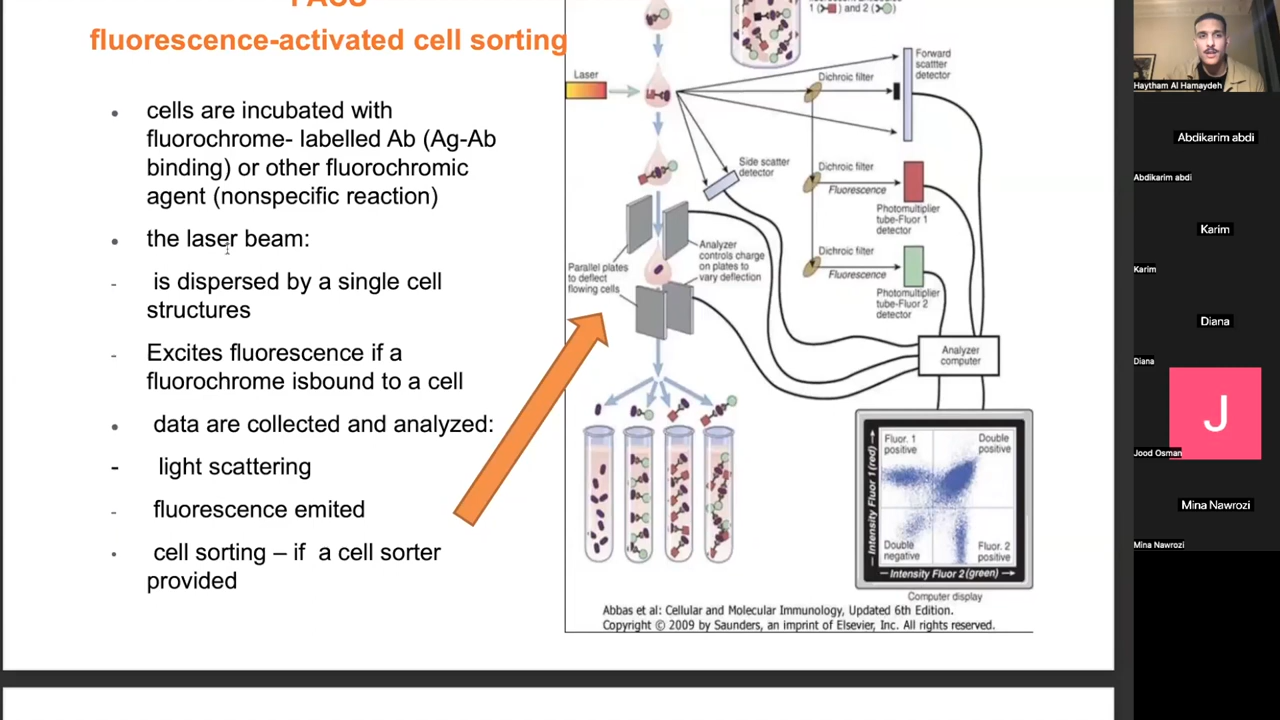 FACS
fluorescence-activated cell sorting
• cells are incubated with
fluorochrome- labelled Ab (Ag-Ab
binding) or other fluorochromic
agent (nonspecific reaction)
• the laser beam:
- is dispersed by a single cell
structures
- Excites fluorescence if a
fluorochrome isbound to a cell
• data are collected and analyzed:
- light scattering
- fluorescence emited
• cell sorting – if a cell sorter
provided
1 ( ) and 2 ( )
Laser
Dichroic filter
Forward
scattter
detector
Side scatter
detector
Dichroic filter
Fluorescence
Photomultiplier
tube-Fluor 1
detector
Parallel plates
to deflect
flowing cells
Analyzer
controls charge
on plates to
vary deflection
Dichroic filter
Fluorescence
Photomultiplier
tube-Fluor 2
detector
Analyzer
computer
Intensity Fluor 1(red)
Fluor. 1
positive
Double
positive
Double
negative
Fluor. 2
positive
Intensity Fluor 2(green)
Computer display
Abbas et al: Cellular and Molecular Immunology, Updated 6th Edition.
Copyright © 2009 by Saunders, an imprint of Elsevier, Inc. All rights reserved.
Haytham Al Hamaydeh
Abdikarim abdi
Abdikarim abdi
Karim
Karim
Diana
Diana
J
Jood Osman
Mina Nawrozi
Mina Nawrozi